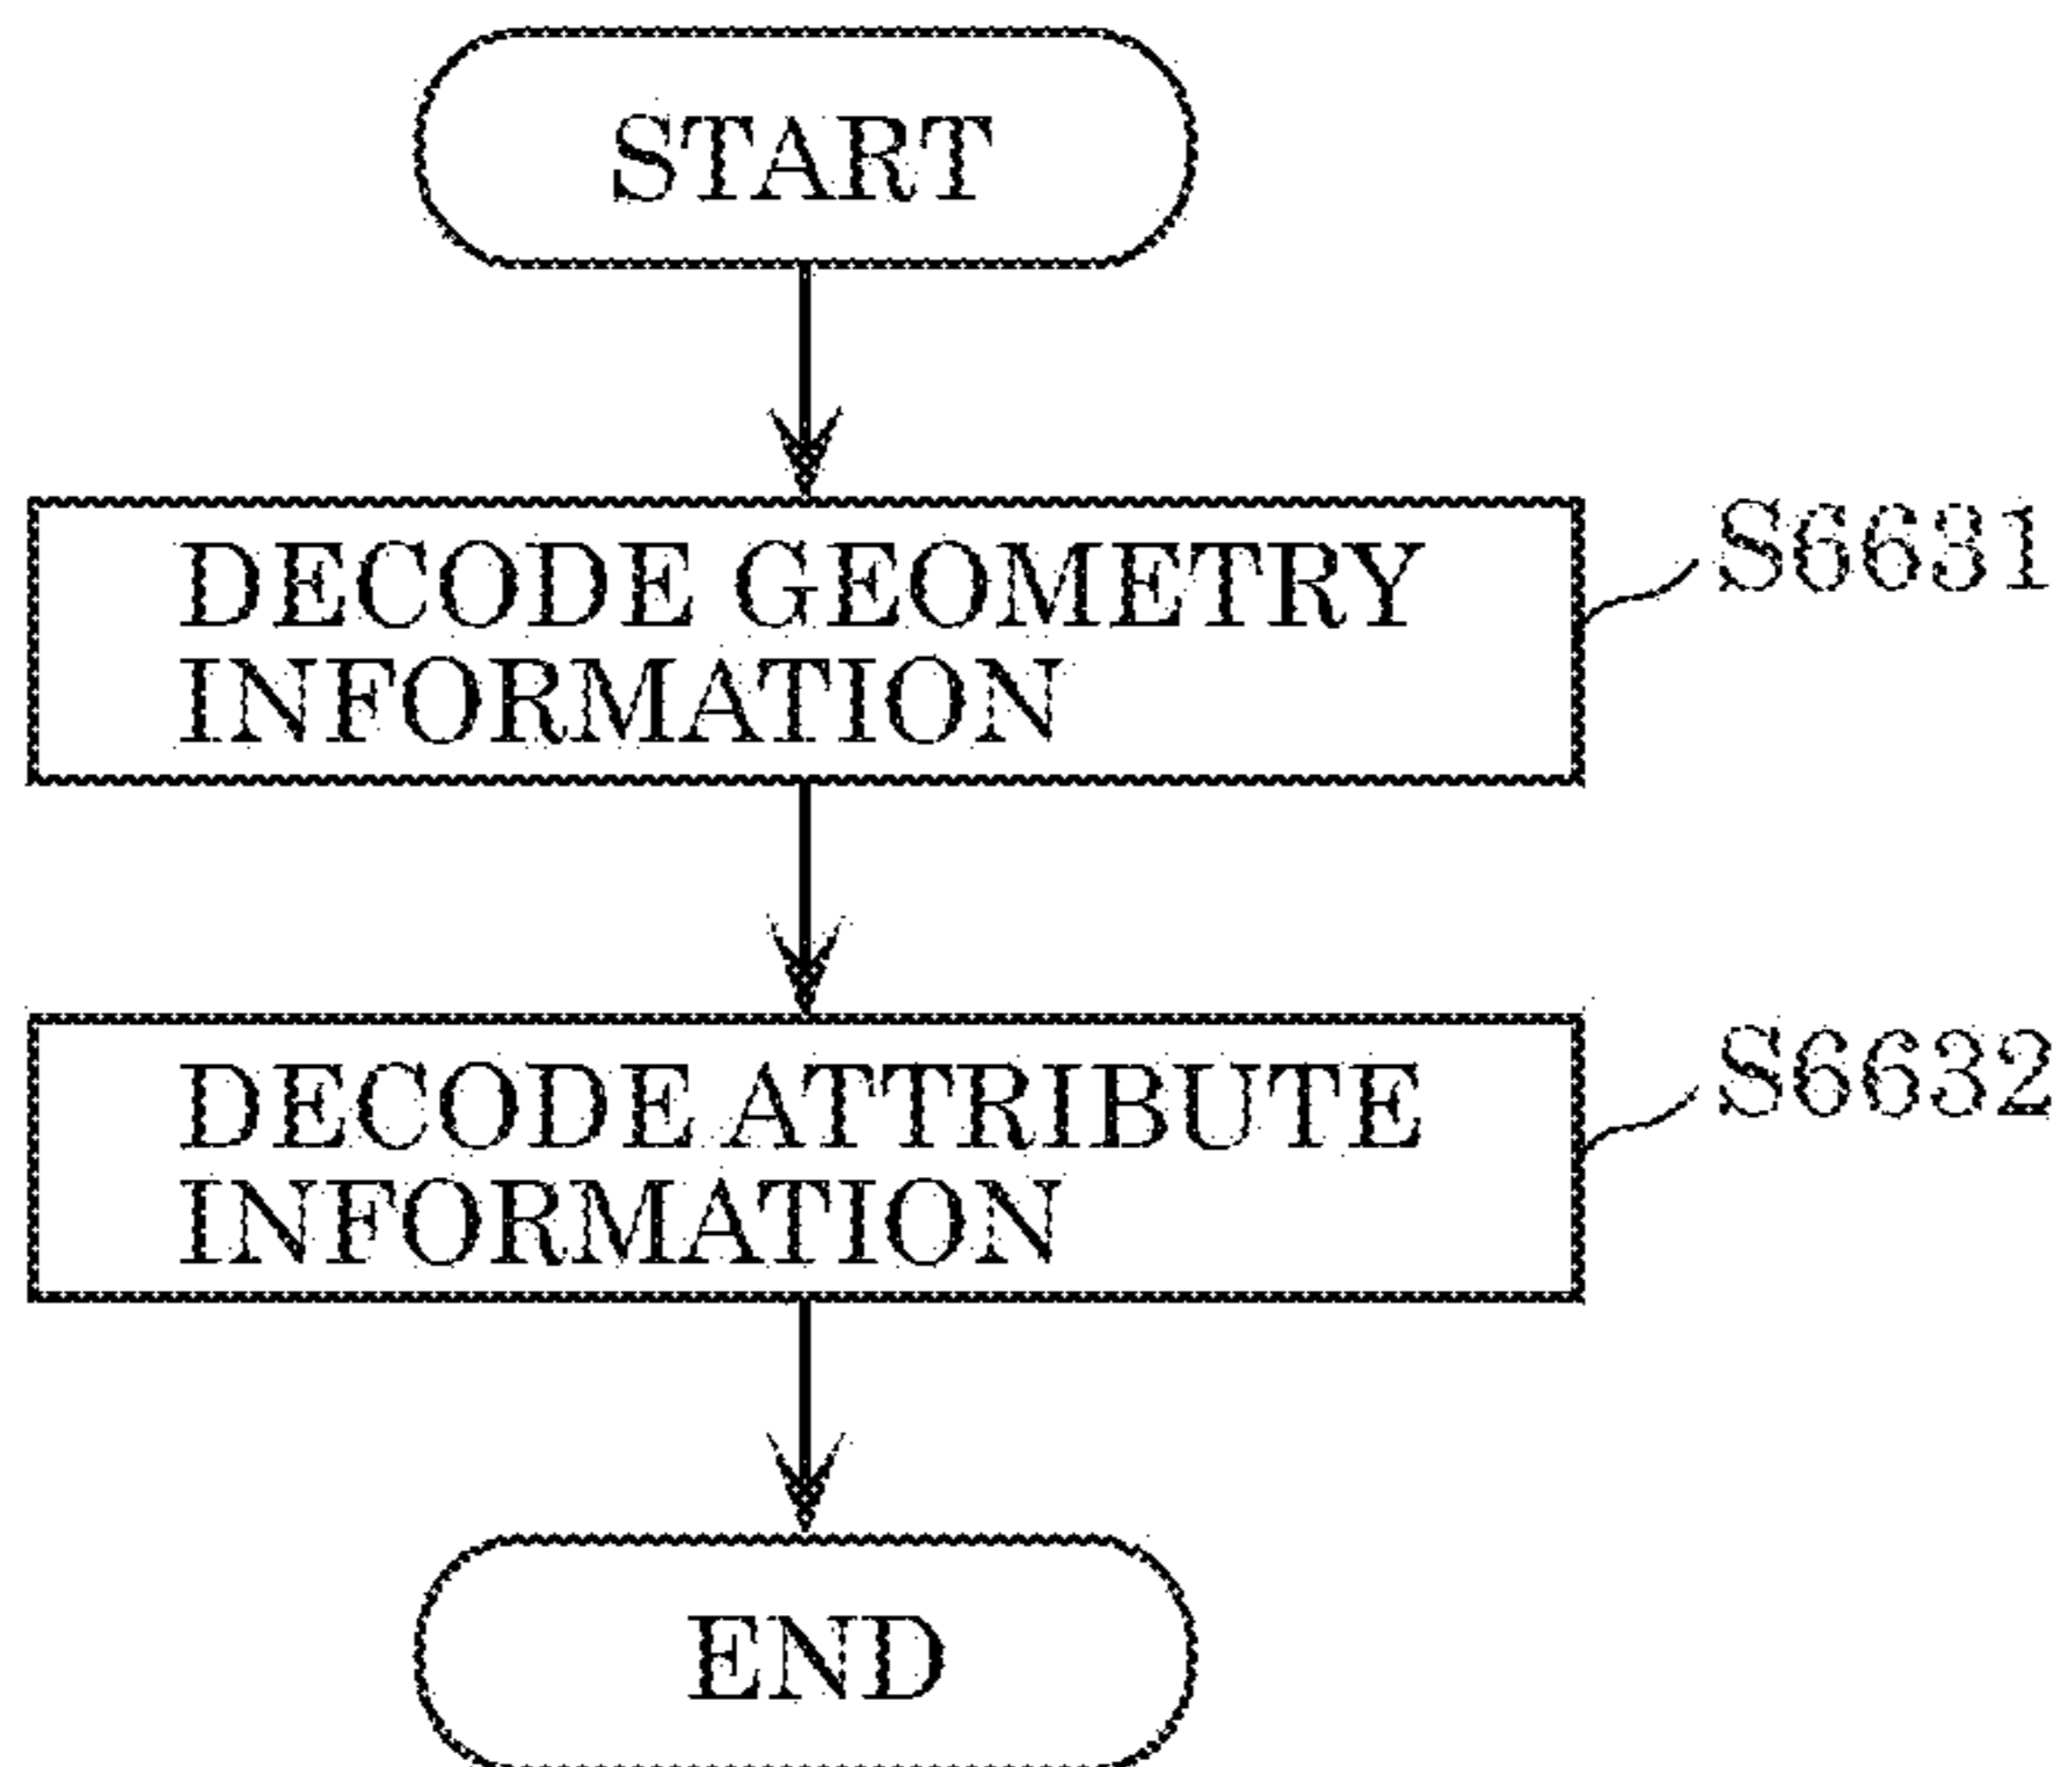 START
DECODE GEOMETRY
INFORMATION
S6631
DECODE ATTRIBUTE
INFORMATION
S6632
END